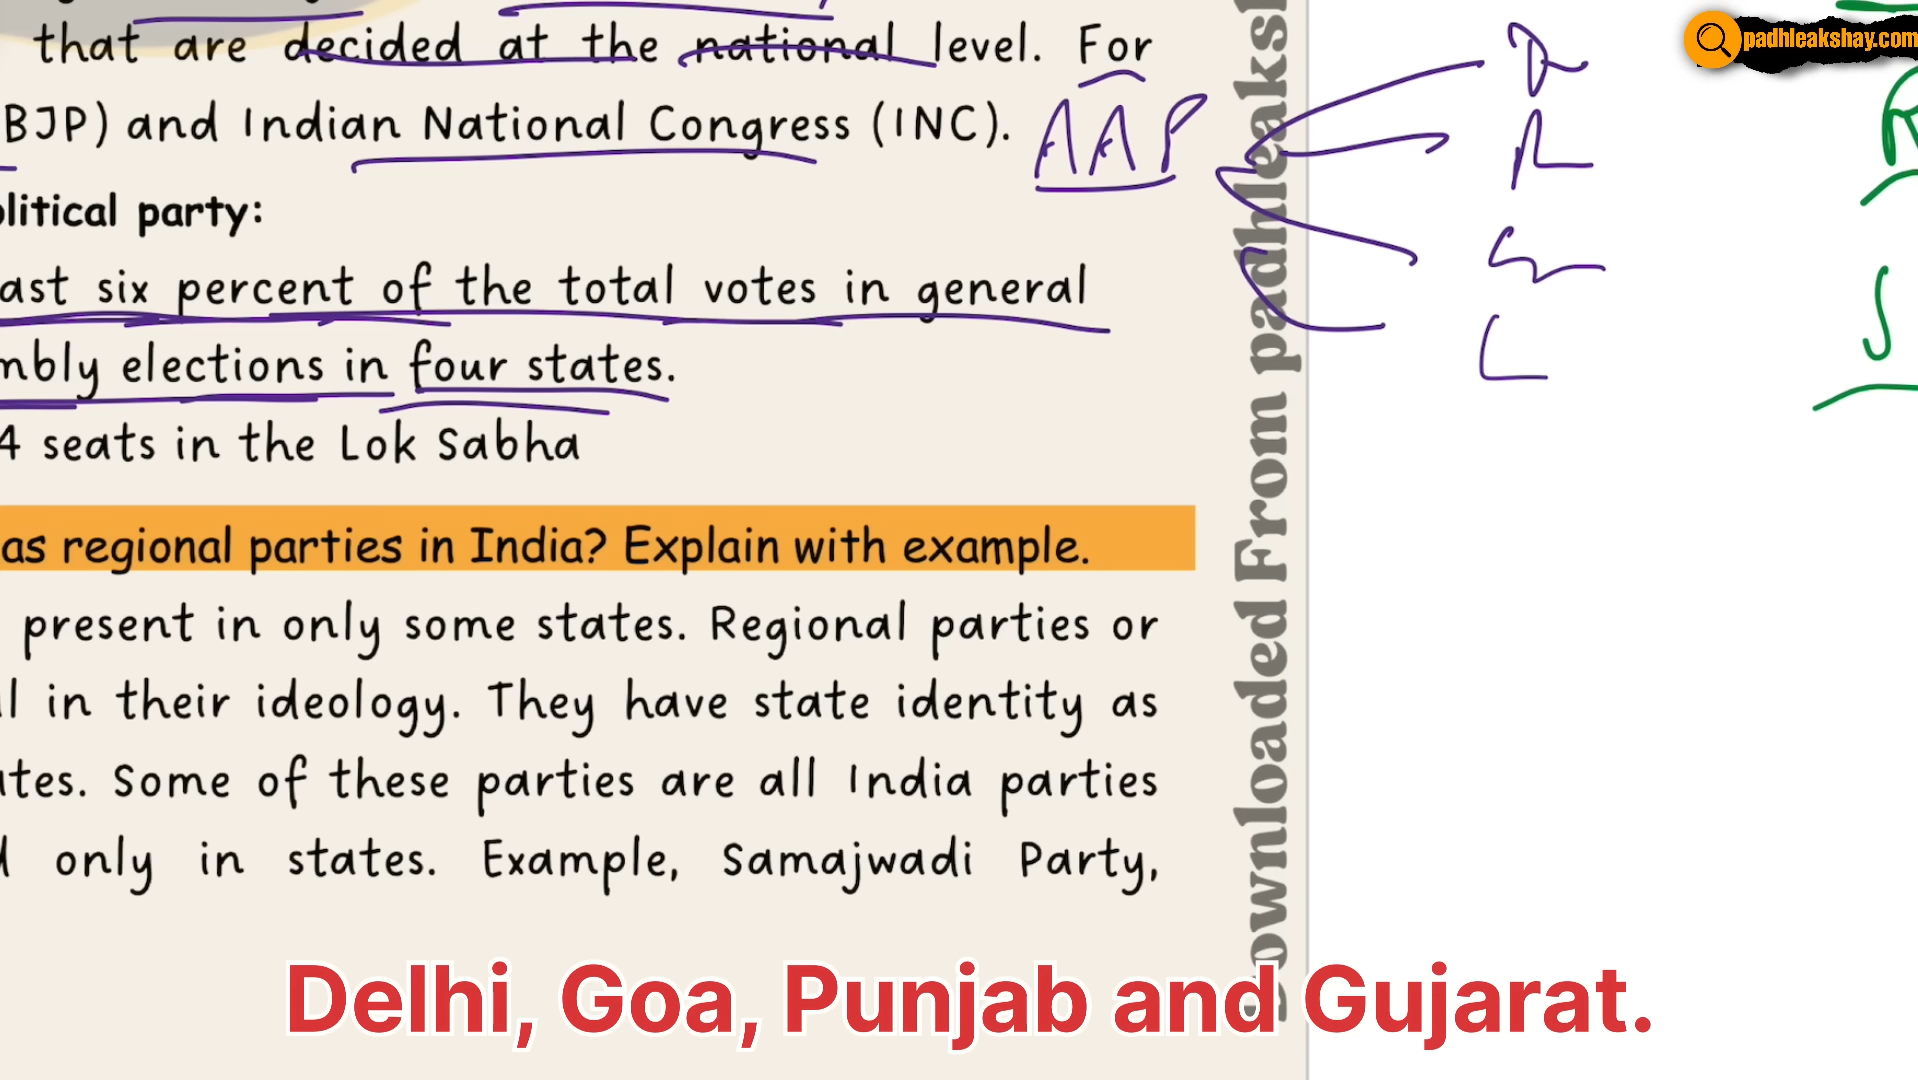 that are decided at the national level. For
BJP) and Indian National Congress (INC).
AAP
litical party:
ast six percent of the total votes in general
mbly elections in four states.
4 seats in the Lok Sabha
as regional parties in India? Explain with example.
present in only some states. Regional parties or
l in their ideology. They have state identity as
tes. Some of these parties are all India parties
only in states. Example, Samajwadi Party,
Downloaded From padhleaksh
padhleakshay.com
Delhi, Goa, Punjab and Gujarat.